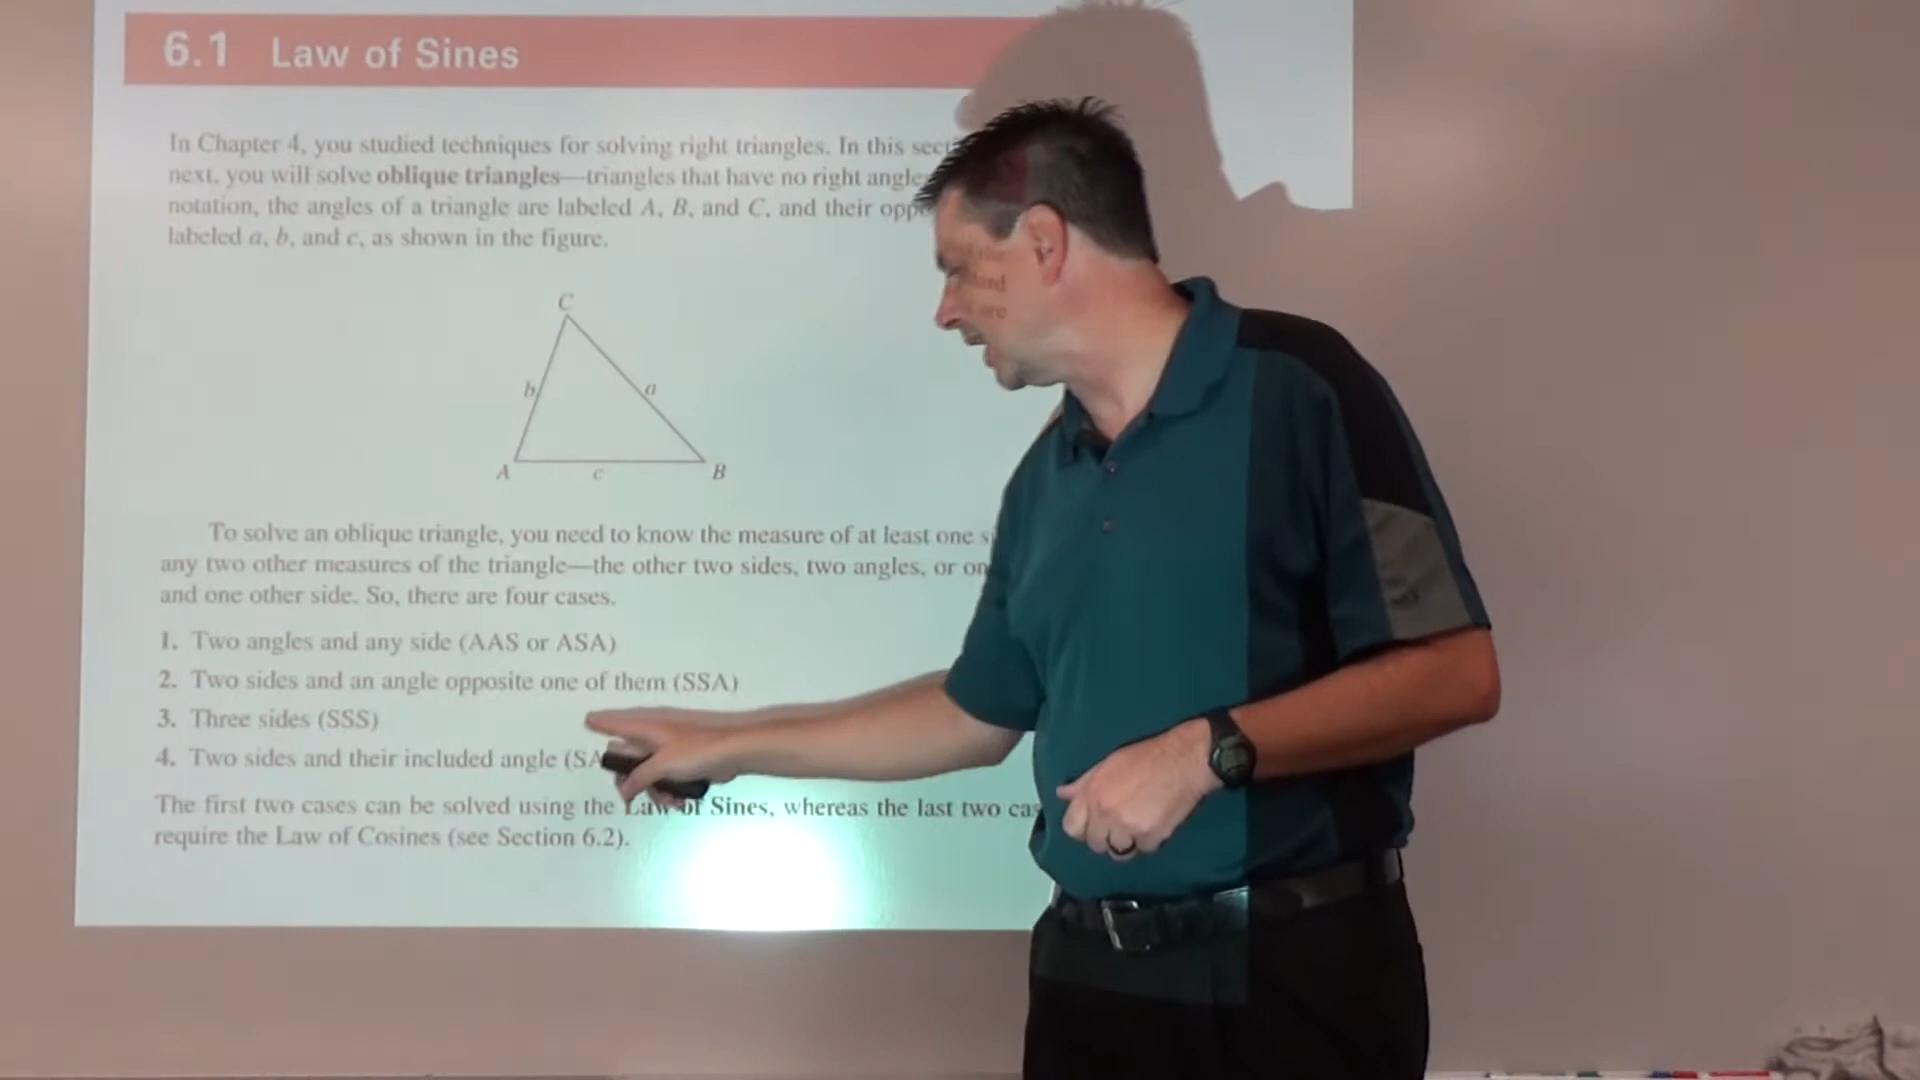 6.1 Law of Sines
In Chapter 4, you studied techniques for solving right triangles. In this
next, you will solve oblique triangles—triangles that have no right
notation, the angles of a triangle are labeled A, B, and C, and their
labeled a, b, and c, as shown in the figure.
C
b a
A c B
To solve an oblique triangle, you need to know the measure of at least one
any two other measures of the triangle—the other two sides, two angles, or
and one other side. So, there are four cases.
1. Two angles and any side (AAS or ASA)
2. Two sides and an angle opposite one of them (SSA)
3. Three sides (SSS)
4. Two sides and their included angle
The first two cases can be solved using the Law of Sines, whereas the last two
require the Law of Cosines (see Section 6.2).